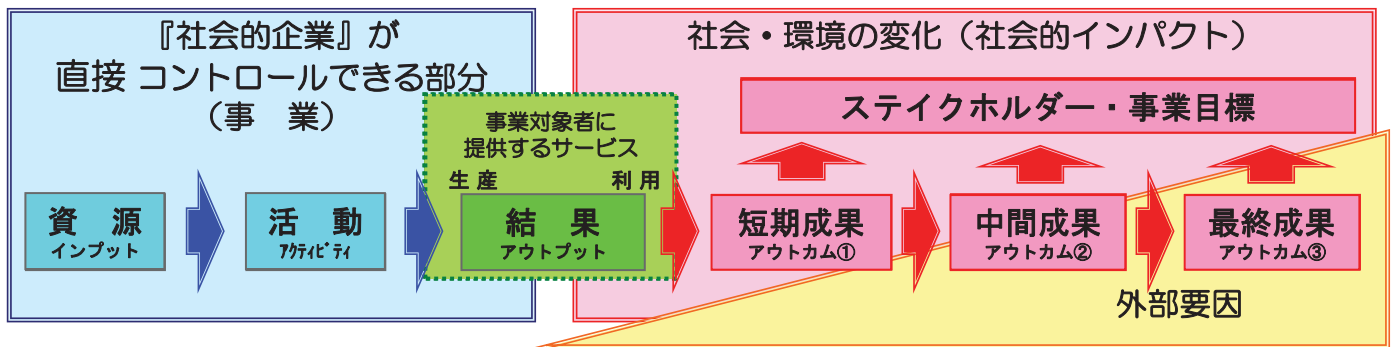 『社会的企業』が
直接 コントロールできる部分
（事　業）
社会・環境の変化（社会的インパクト）
ステイクホルダー・事業目標
事業対象者に
提供するサービス
生 産　利 用
資　源
インプット
活　動
ｱｸﾃｨﾋﾞﾃｨ
結　果
アウトプット
短期成果
アウトカム①
中間成果
アウトカム②
最終成果
アウトカム③
外部要因